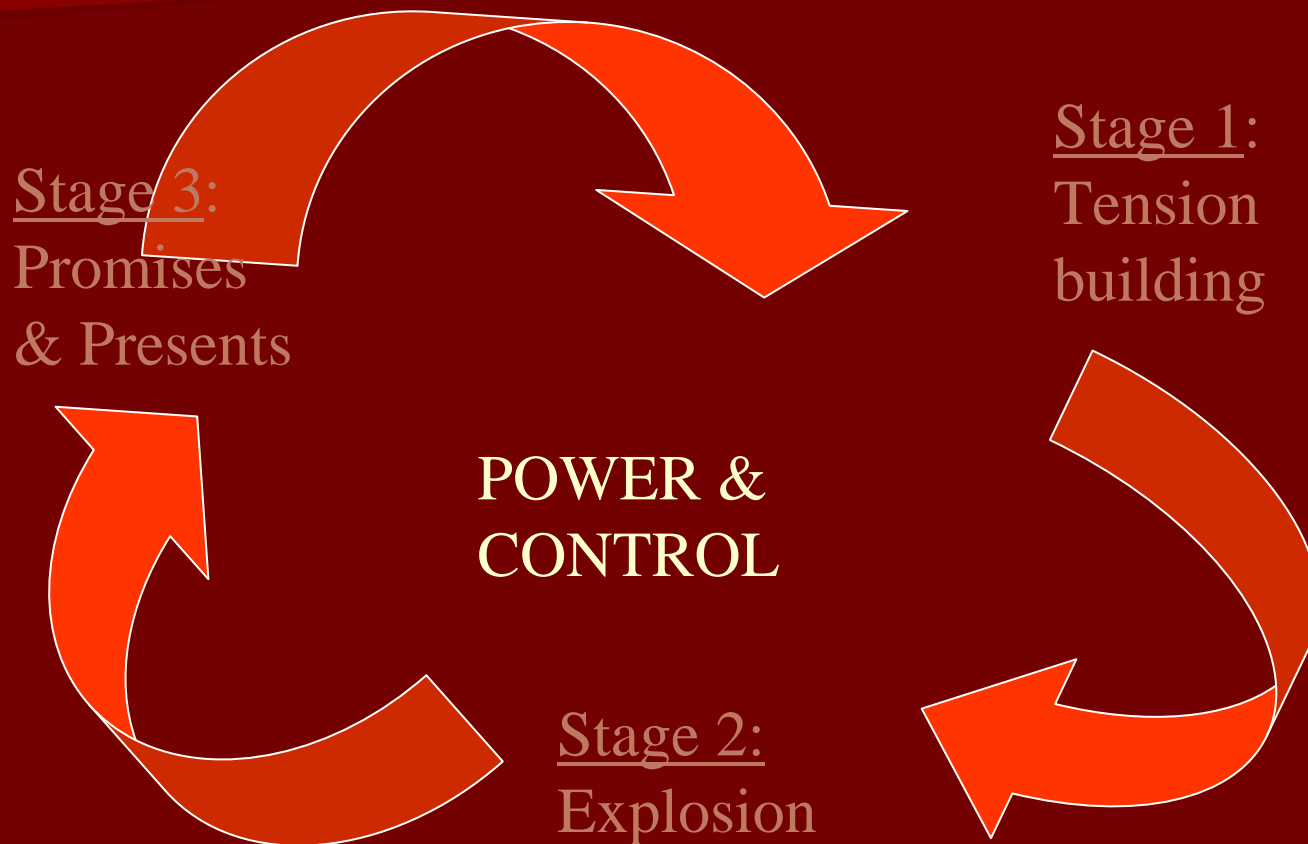 Stage 1:
Tension
building
Stage 2:
Explosion
Stage 3:
Promises
& Presents
POWER &
CONTROL